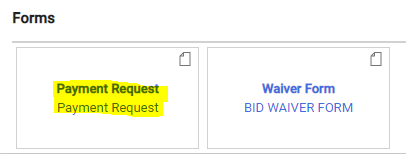 Forms
Payment Request
Payment Request
Waiver Form
BID WAIVER FORM